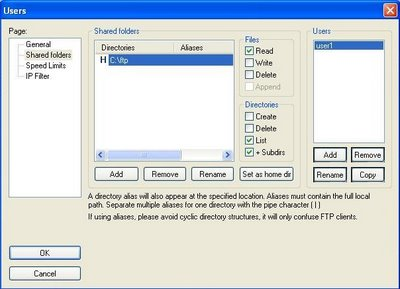 Users
Page:
General
Shared folders
Speed Limits
IP Filter
Shared folders
Directories Aliases
H C:\ftp
Files
Read
Write
Delete
Append
Directories
Create
Delete
List
+ Subdirs
Add Remove Rename Set as home dir
Users
user1
Add Remove
Rename Copy
A directory alias will also appear at the specified location. Aliases must contain the full local
path. Separate multiple aliases for one directory with the pipe character ( | )
If using aliases, please avoid cyclic directory structures, it will only confuse FTP clients.
OK
Cancel